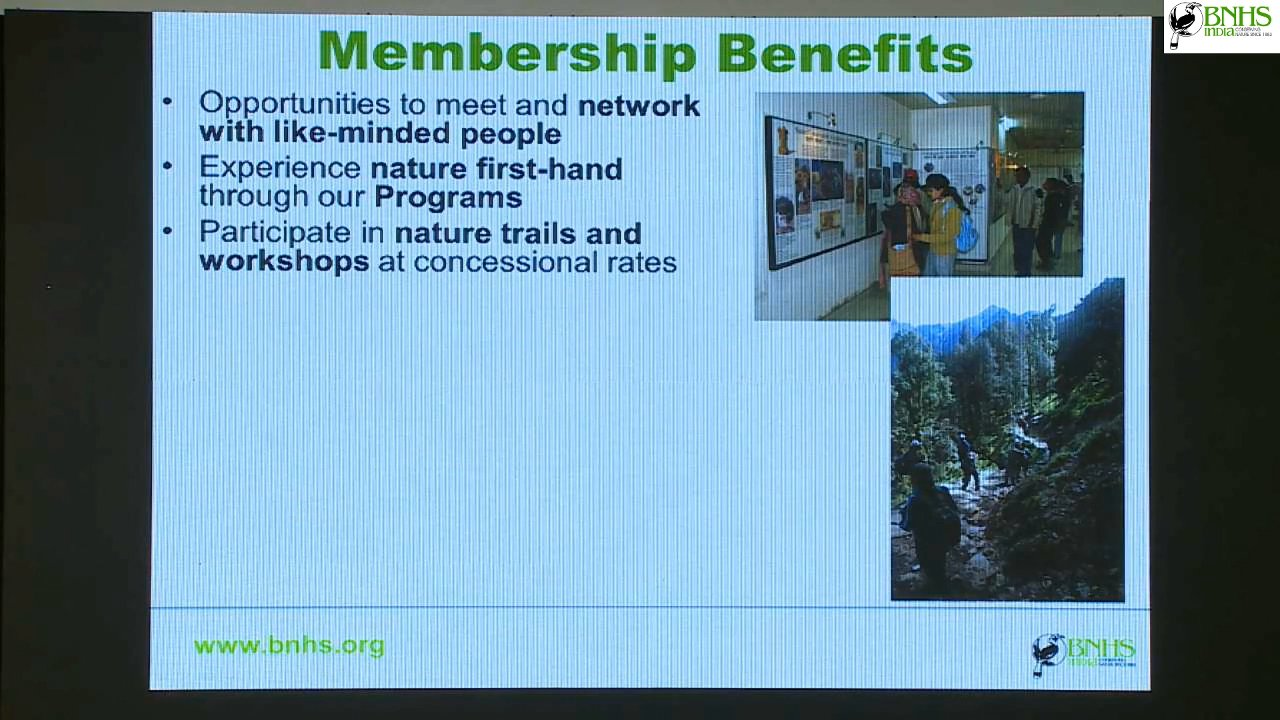 BNHS
INDIA
Membership Benefits
• Opportunities to meet and network
with like-minded people
• Experience nature first-hand
through our Programs
• Participate in nature trails and
workshops at concessional rates
www.bnhs.org
BNHS
INDIA